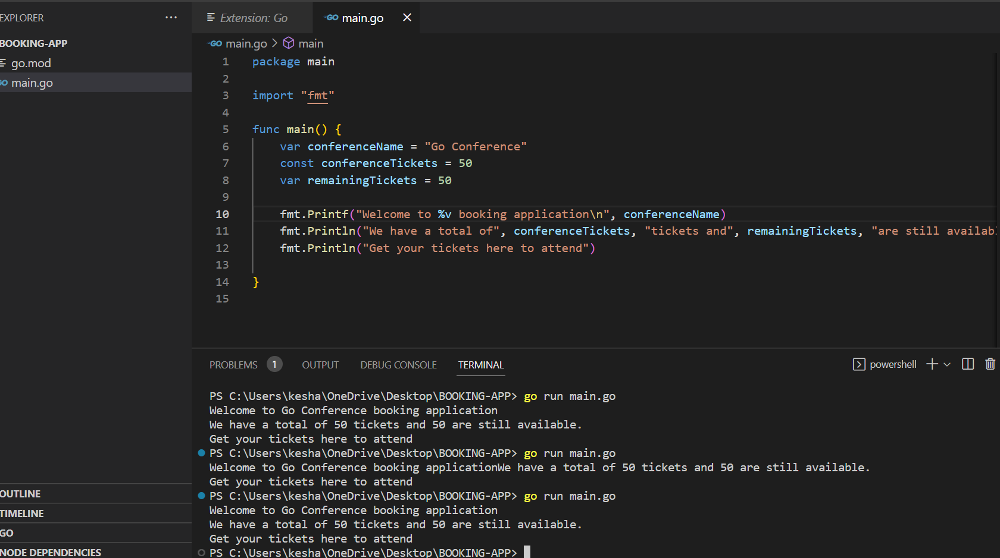 EXPLORER ···
BOOKING-APP
go.mod
GO main.go
Extension: Go
GO main.go ×
GO main.go > main
1 package main
2
3 import "fmt"
4
5 func main() {
6 var conferenceName = "Go Conference"
7 const conferenceTickets = 50
8 var remainingTickets = 50
9
10 fmt.Printf("Welcome to %v booking application\n", conferenceName)
11 fmt.Println("We have a total of", conferenceTickets, "tickets and", remainingTickets, "are still availab
12 fmt.Println("Get your tickets here to attend")
13
14 }
15
PROBLEMS 1 OUTPUT DEBUG CONSOLE TERMINAL powershell
PS C:\Users\kesha\OneDrive\Desktop\BOOKING-APP> go run main.go
Welcome to Go Conference booking application
We have a total of 50 tickets and 50 are still available.
Get your tickets here to attend
PS C:\Users\kesha\OneDrive\Desktop\BOOKING-APP> go run main.go
Welcome to Go Conference booking applicationWe have a total of 50 tickets and 50 are still available.
Get your tickets here to attend
PS C:\Users\kesha\OneDrive\Desktop\BOOKING-APP> go run main.go
Welcome to Go Conference booking application
We have a total of 50 tickets and 50 are still available.
Get your tickets here to attend
PS C:\Users\kesha\OneDrive\Desktop\BOOKING-APP>
OUTLINE
TIMELINE
GO
NODE DEPENDENCIES